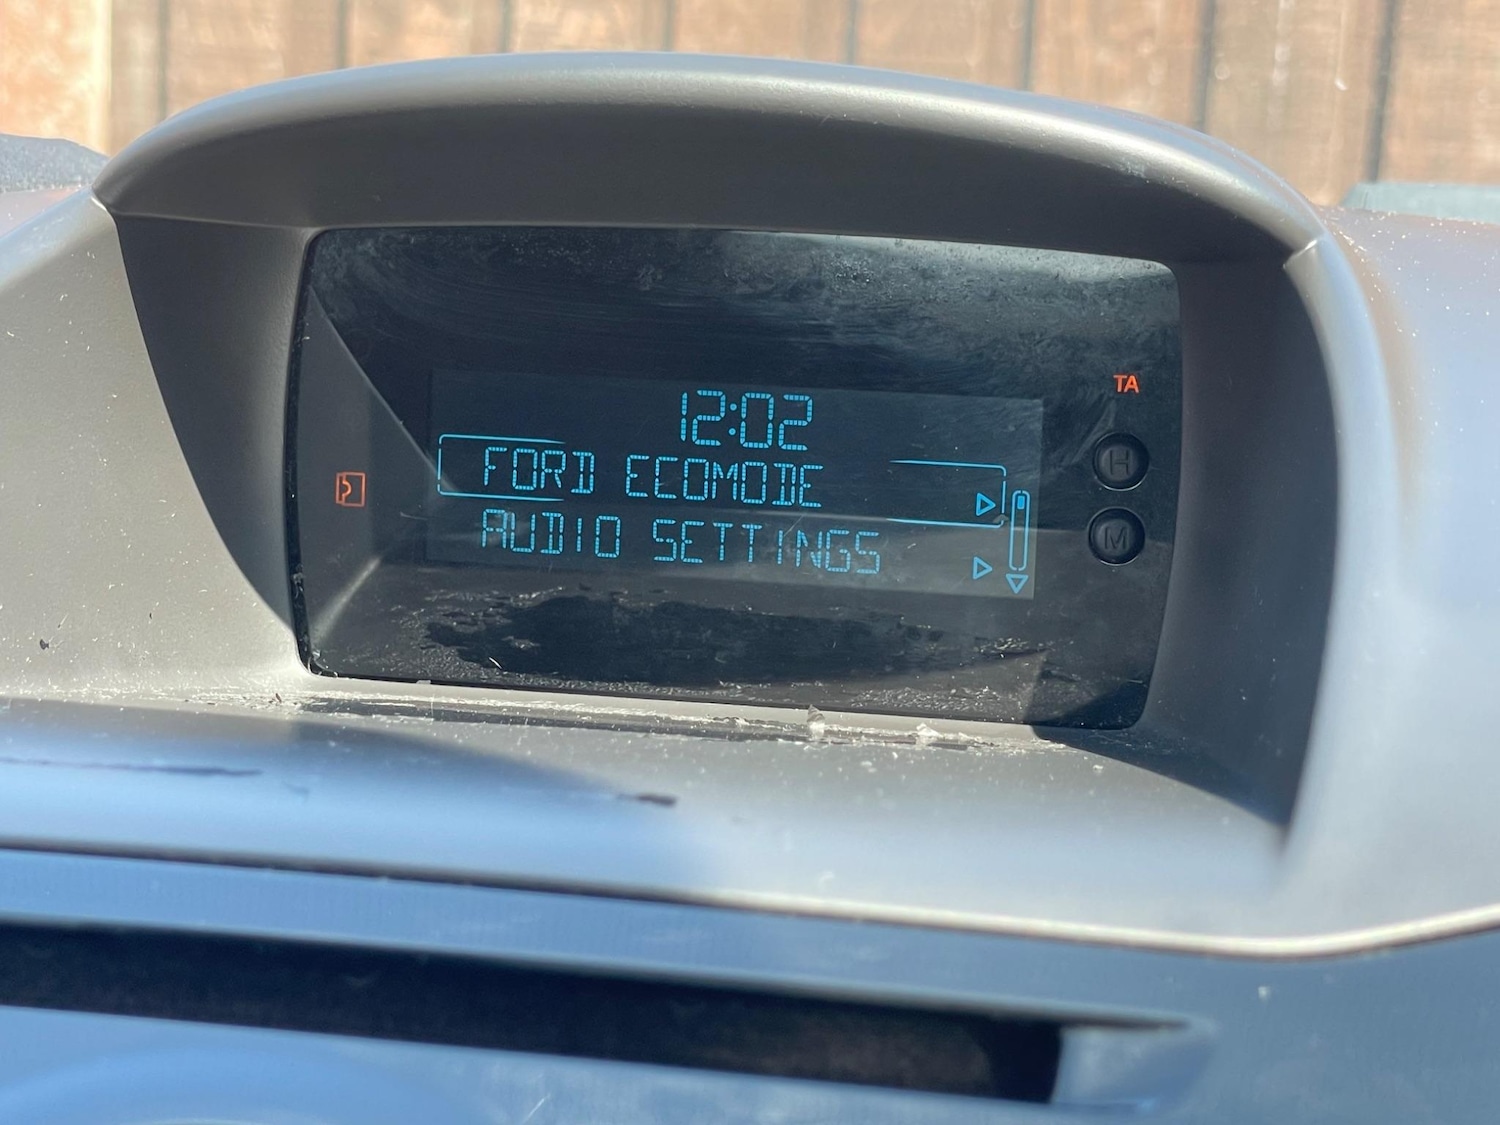 TA
12:02
H
FORD ECOMODE
M
AUDIO SETTINGS